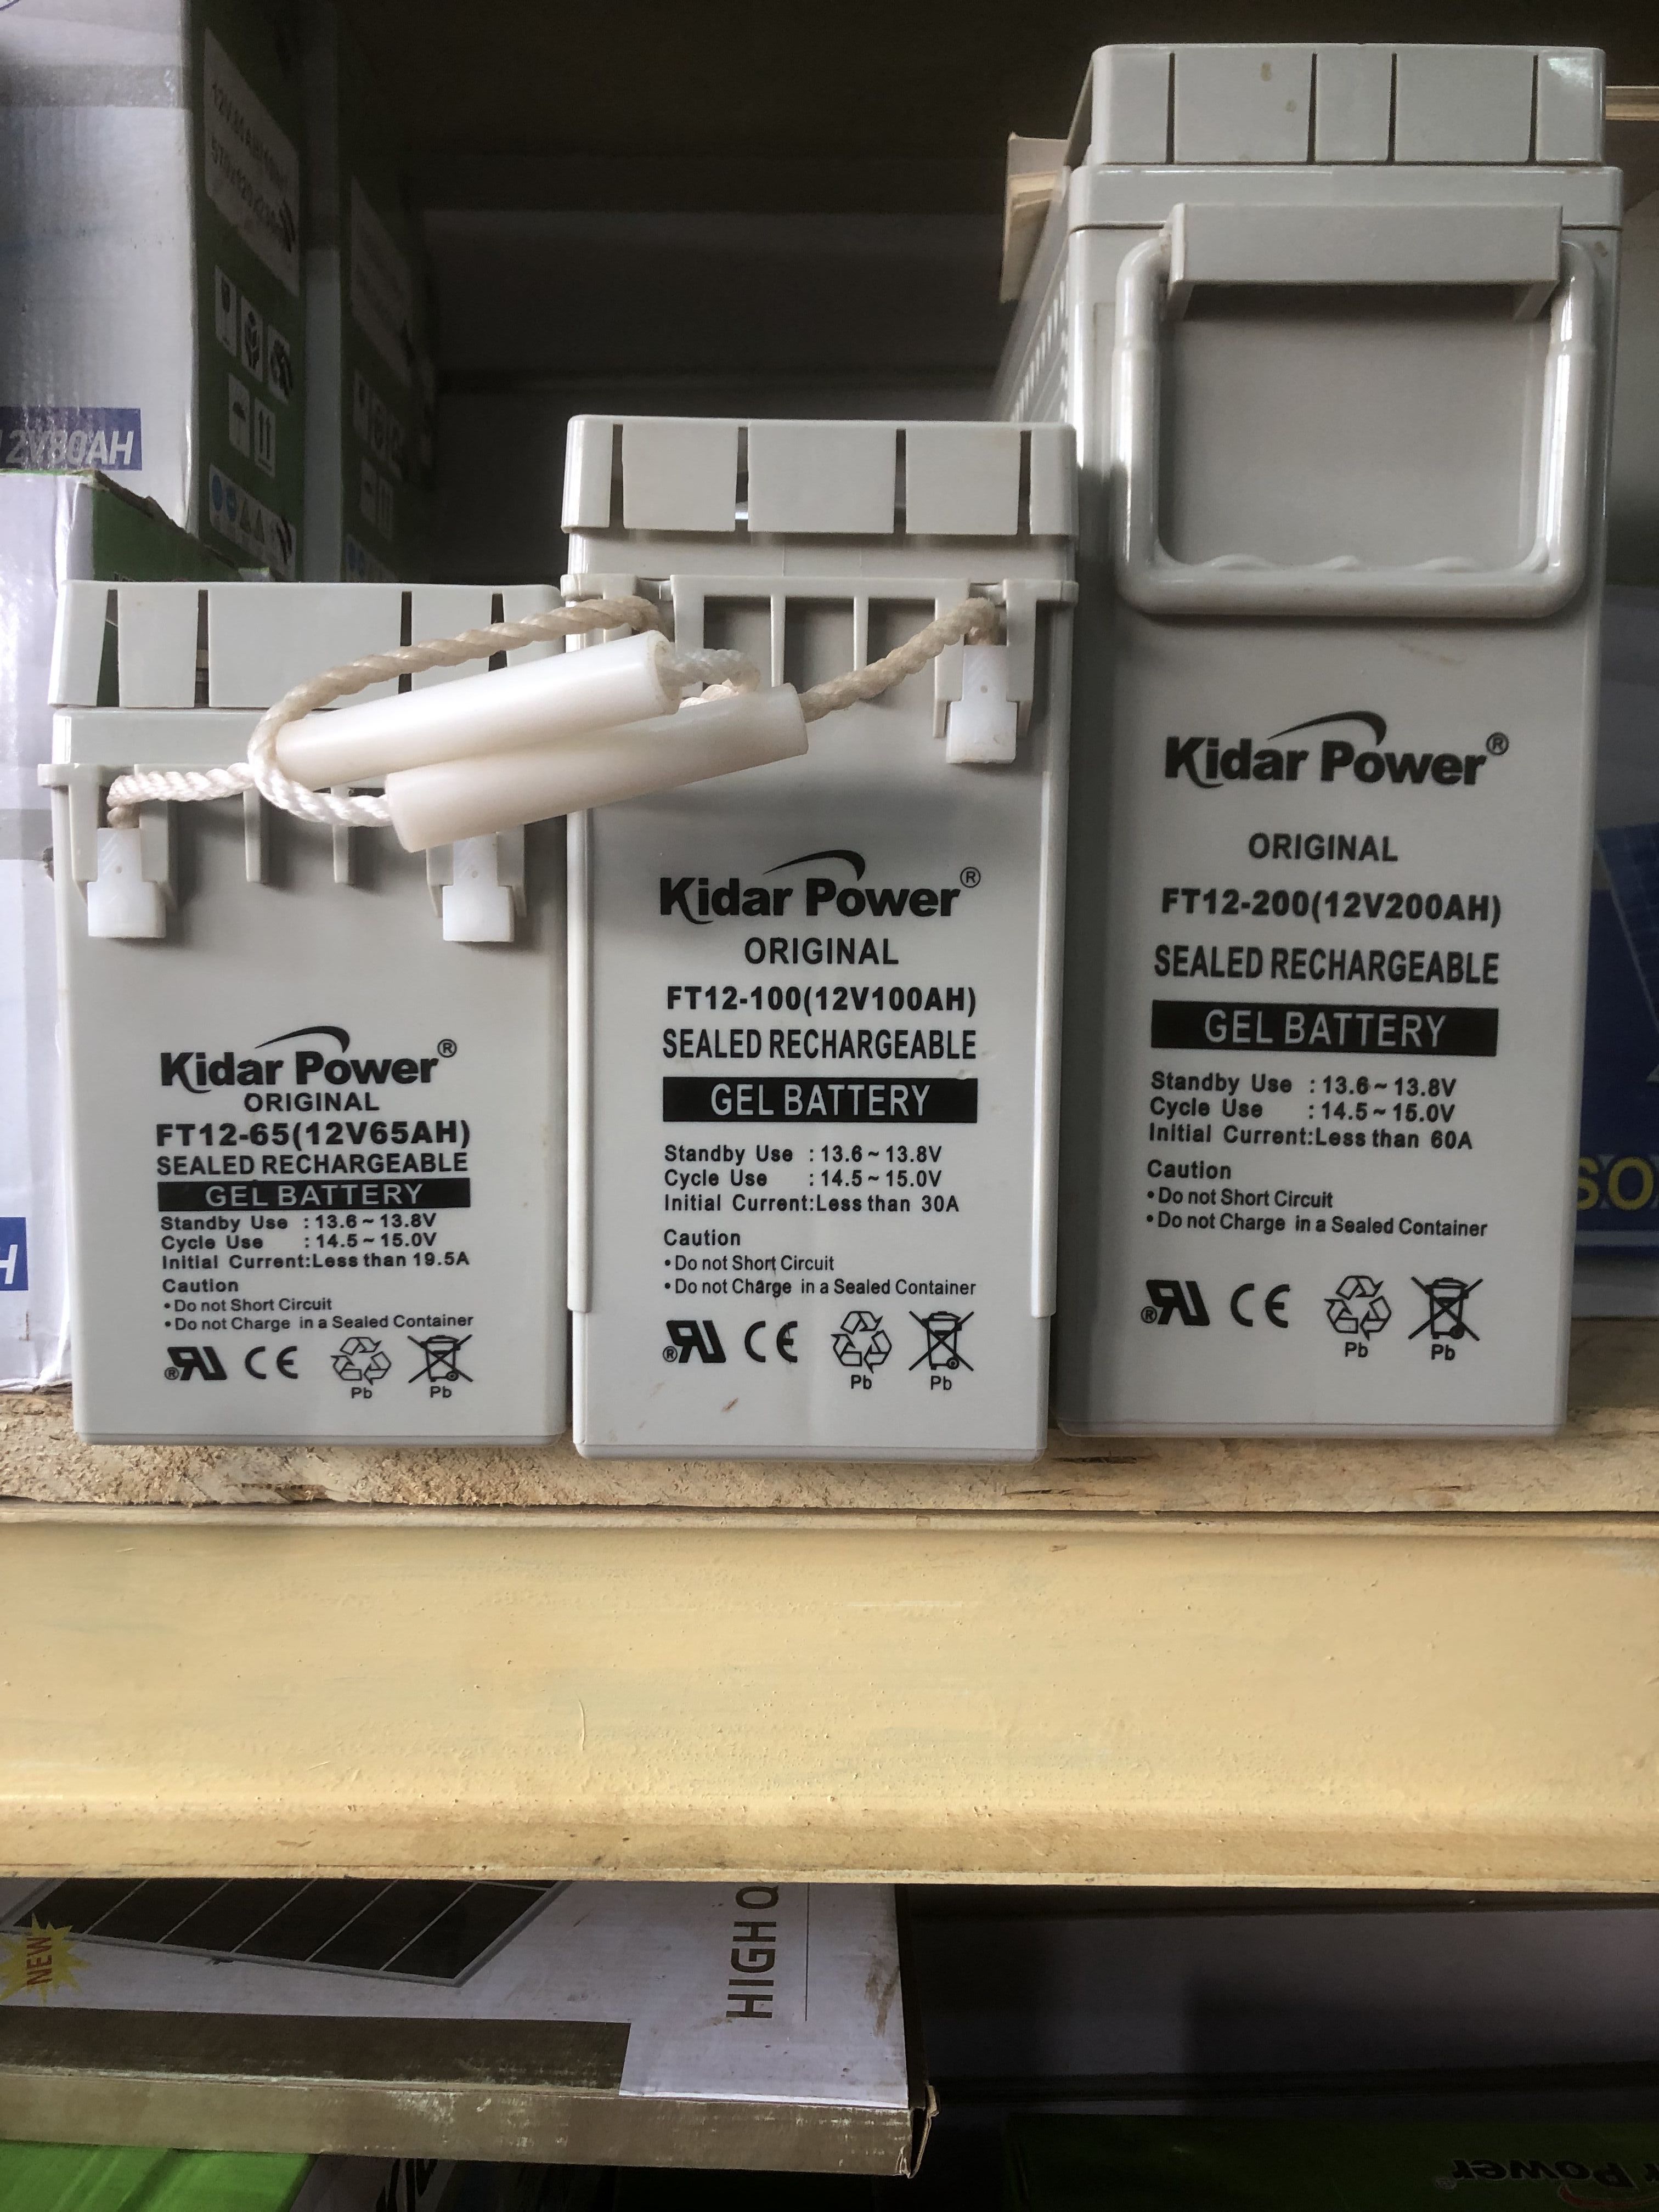 12V80AH
Kidar Power®
ORIGINAL
FT12-65(12V65AH)
SEALED RECHARGEABLE
GEL BATTERY
Standby Use : 13.6~13.8V
Cycle Use : 14.5~15.0V
Initial Current:Less than 19.5A
Caution
• Do not Short Circuit
• Do not Charge in a Sealed Container
CE
Pb
Pb
Kidar Power®
ORIGINAL
FT12-100(12V100AH)
SEALED RECHARGEABLE
GEL BATTERY
Standby Use : 13.6~13.8V
Cycle Use : 14.5~15.0V
Initial Current:Less than 30A
Caution
• Do not Short Circuit
• Do not Charge in a Sealed Container
CE
Pb
Pb
Kidar Power®
ORIGINAL
FT12-200(12V200AH)
SEALED RECHARGEABLE
GEL BATTERY
Standby Use : 13.6~13.8V
Cycle Use : 14.5~15.0V
Initial Current:Less than 60A
Caution
• Do not Short Circuit
• Do not Charge in a Sealed Container
CE
Pb
Pb
SO
NEW
HIGH Q
r Power®